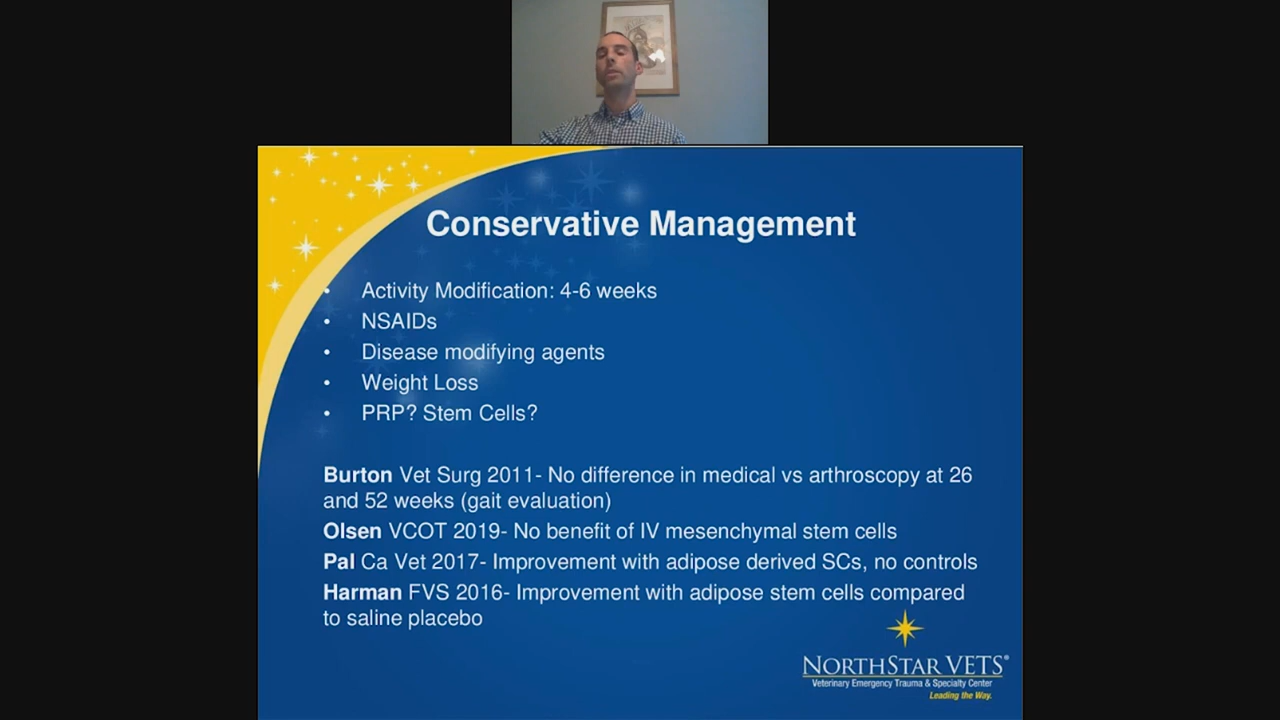 Conservative Management
• Activity Modification: 4-6 weeks
• NSAIDs
• Disease modifying agents
• Weight Loss
• PRP? Stem Cells?
Burton Vet Surg 2011- No difference in medical vs arthroscopy at 26
and 52 weeks (gait evaluation)
Olsen VCOT 2019- No benefit of IV mesenchymal stem cells
Pal Ca Vet 2017- Improvement with adipose derived SCs, no controls
Harman FVS 2016- Improvement with adipose stem cells compared
to saline placebo
NORTHSTAR VETS®
Veterinary Emergency Trauma & Specialty Center
Leading the Way.